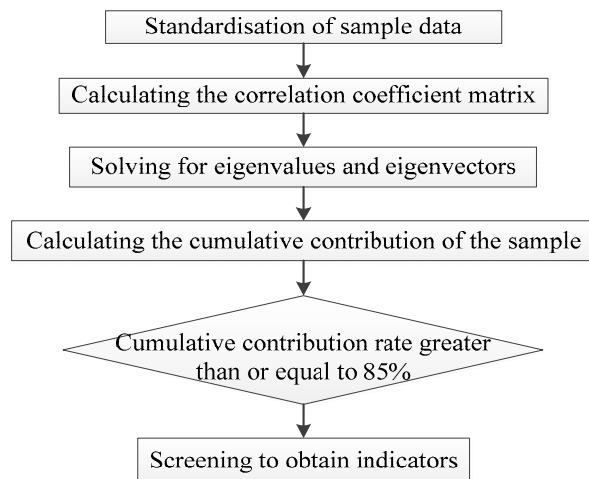 Standardisation of sample data
Calculating the correlation coefficient matrix
Solving for eigenvalues and eigenvectors
Calculating the cumulative contribution of the sample
Cumulative contribution rate greater
than or equal to 85%
Screening to obtain indicators